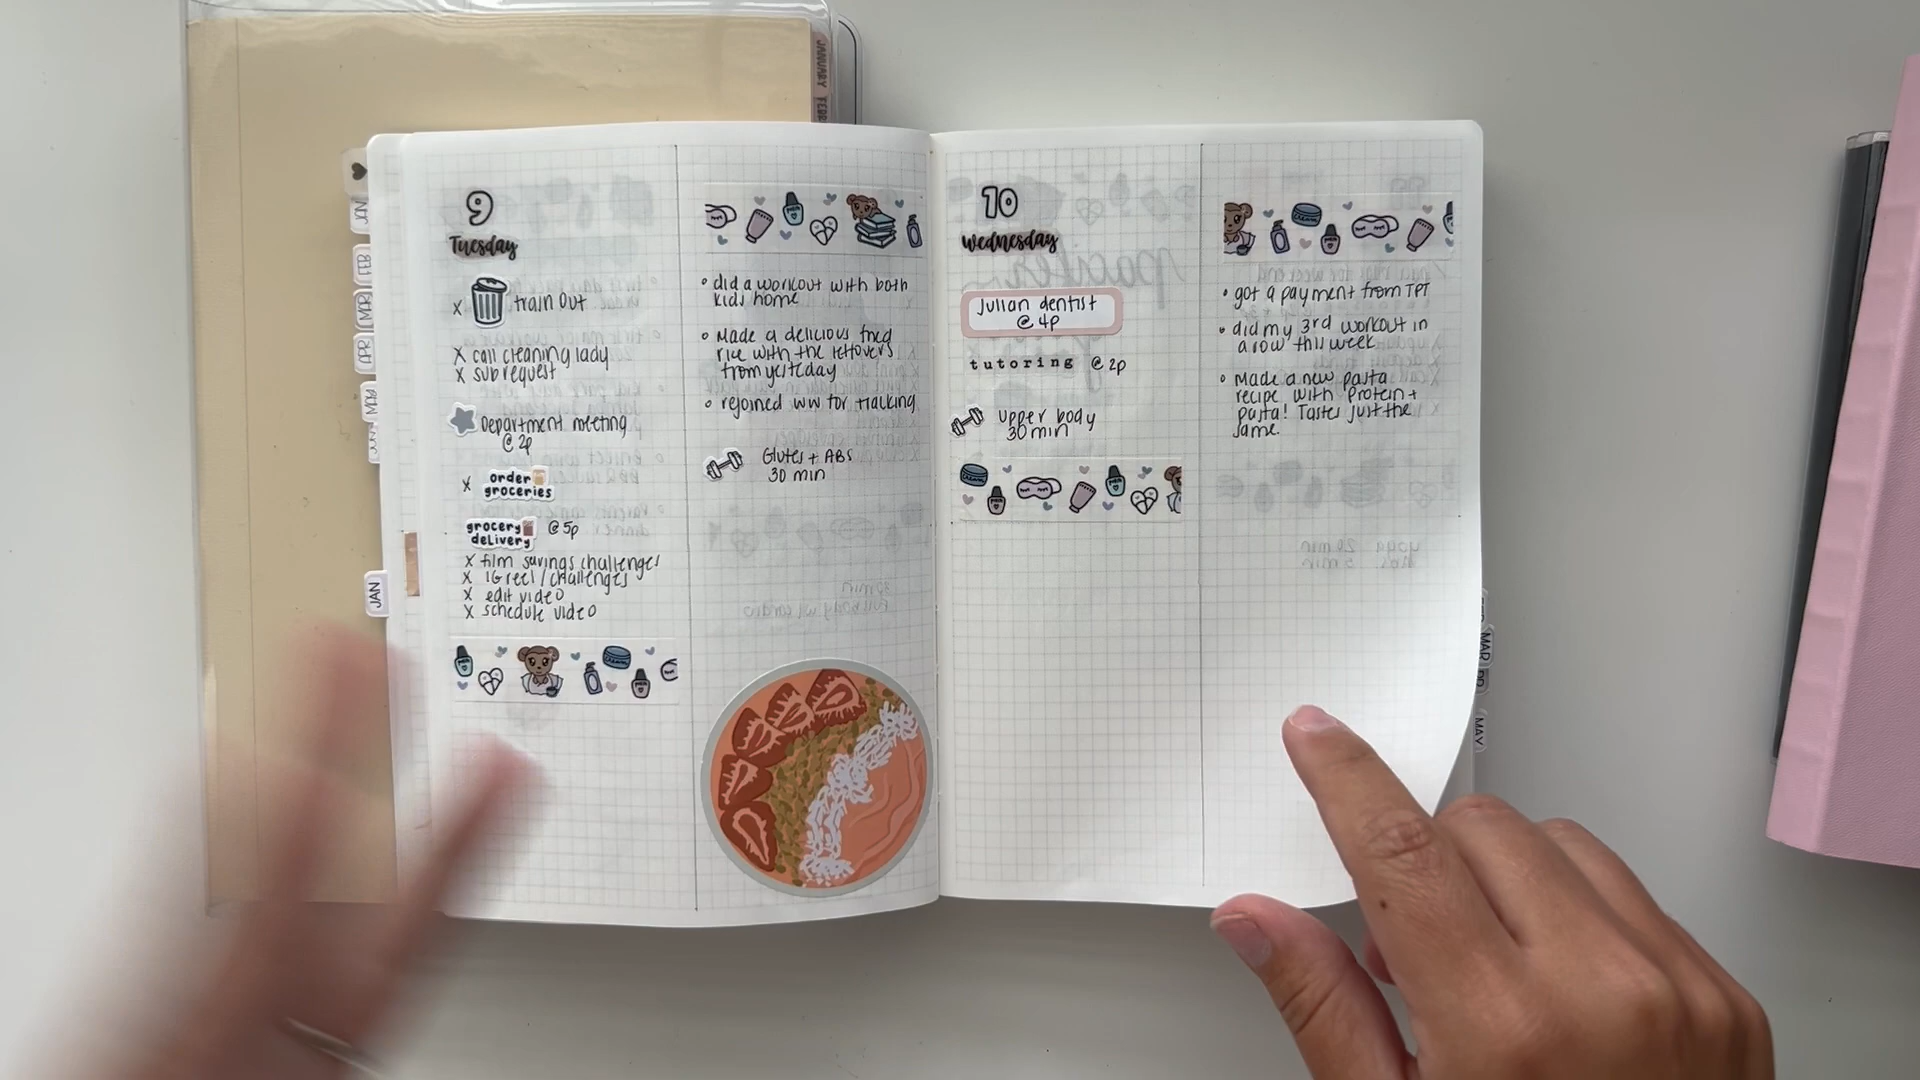 JANUARY
JAN
FEB
MAR
APR
MAY
JAN
9
Tuesday
x train out
x call cleaning lady
x sub request
Department meeting
@ 2p
x order
groceries
grocery
delivery @ 5p
x film savings challenges
x IG reel / challenges
x edit video
x schedule video
• did a workout with both
kids home
• Made a delicious fried
rice with the leftovers
from yesterday
• rejoined WW for tracking
Glutes + ABS
30 min
10
Wednesday
Julian dentist
@ 4p
tutoring @ 2p
Upper body
30 min
CREAM
• got a payment from TPT
• did my 3rd workout in
a row this week
• Made a new pasta
recipe with Protein+
pasta! Tastes just the
same.
MAR
MAY